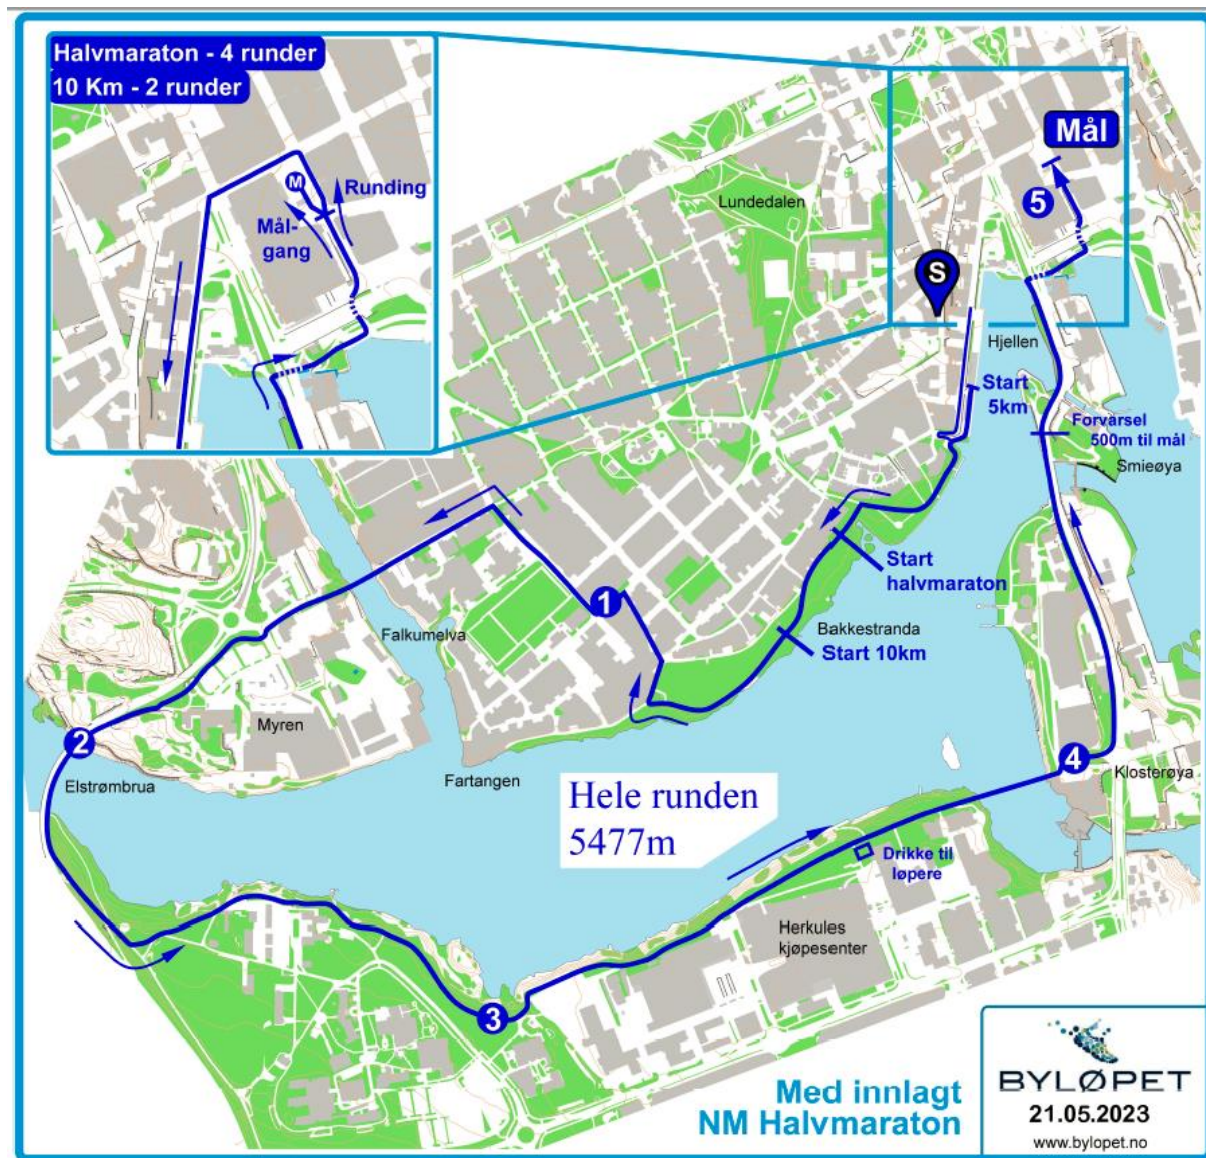 Halvmaraton - 4 runder
10 Km - 2 runder
M
Runding
Mål-
gang
Mål
5
Lundedalen
S
Hjellen
Start
5km
Forvarsel
500m til mål
Smieøya
Start
halvmaraton
1
Bakkestranda
Start 10km
Falkumelva
Myren
2
Elstrømbrua
Fartangen
4
Klosterøya
Hele runden
5477m
Drikke til
løpere
Herkules
kjøpesenter
3
Med innlagt
NM Halvmaraton
BYLØPET
21.05.2023
www.bylopet.no